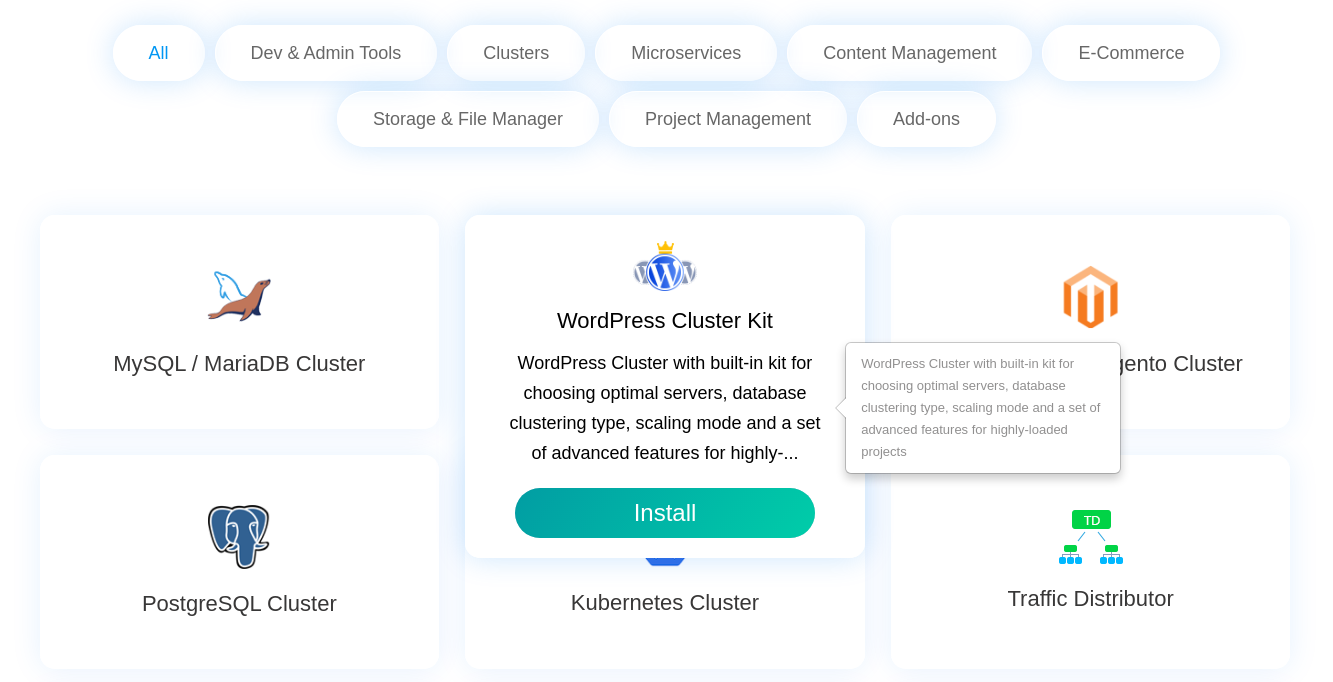 All
Dev & Admin Tools
Clusters
Microservices
Content Management
E-Commerce
Storage & File Manager
Project Management
Add-ons
MySQL / MariaDB Cluster
WordPress Cluster Kit
WordPress Cluster with built-in kit for
choosing optimal servers, database
clustering type, scaling mode and a set
of advanced features for highly-...
Install
WordPress Cluster with built-in kit for
choosing optimal servers, database
clustering type, scaling mode and a set of
advanced features for highly-loaded
projects
Cluster
PostgreSQL Cluster
Kubernetes Cluster
TD
Traffic Distributor